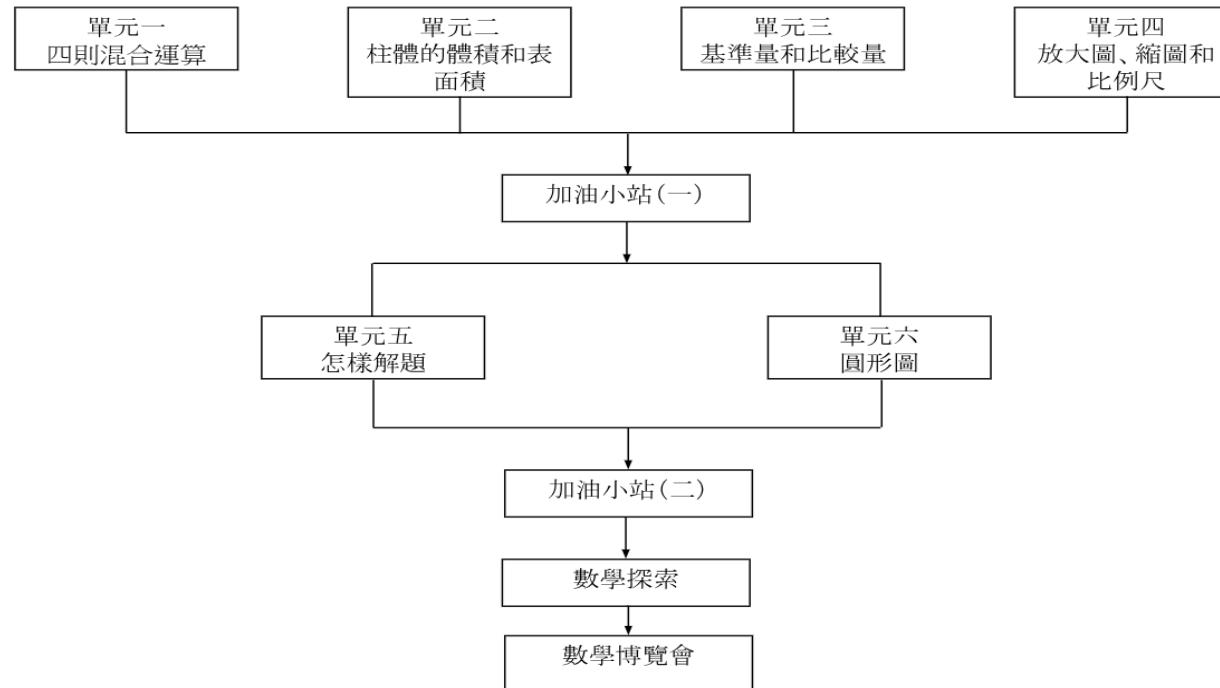 單元一
四則混合運算
單元二
柱體的體積和表
面積
單元三
基準量和比較量
單元四
放大圖、縮圖和
比例尺
加油小站(一)
單元五
怎樣解題
單元六
圓形圖
加油小站(二)
數學探索
數學博覽會